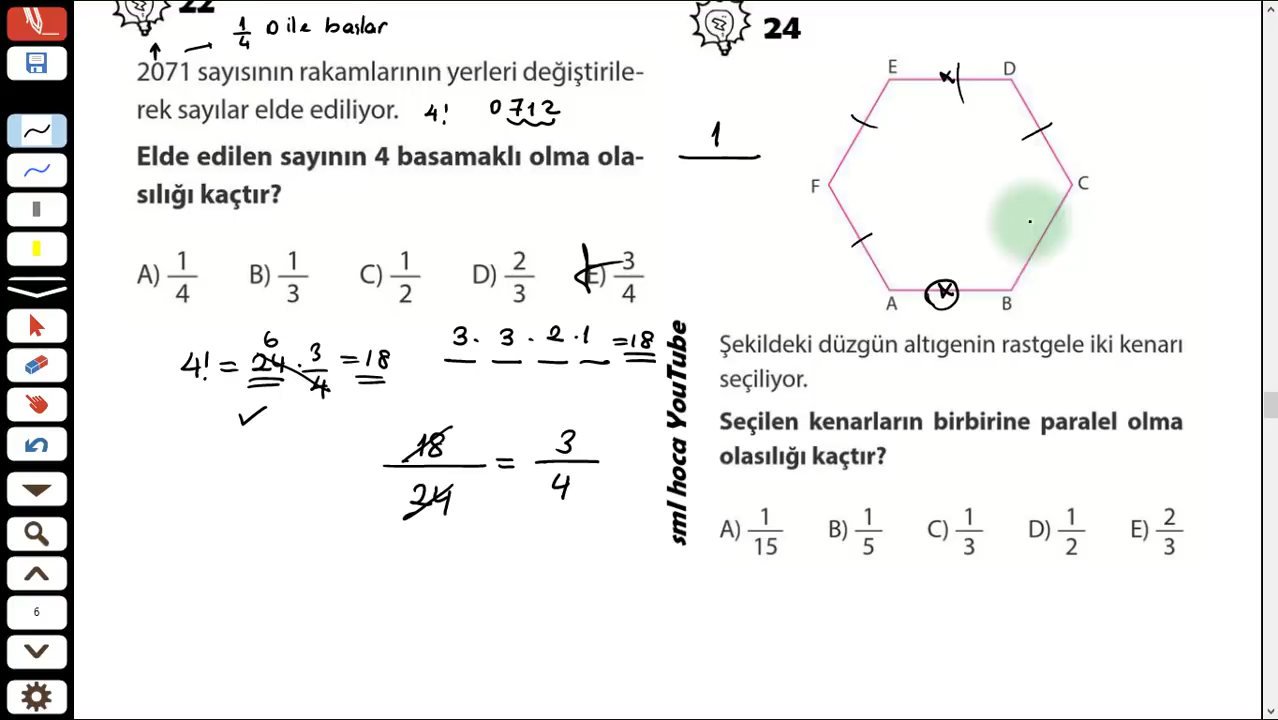 22
1/4 0 ile başlar
2071 sayısının rakamlarının yerleri değiştirile-
rek sayılar elde ediliyor. 4! 0712
Elde edilen sayının 4 basamaklı olma ola-
sılığı kaçtır?
A) 1/4 B) 1/3 C) 1/2 D) 2/3 E) 3/4
4! = 24 · 3/4 = 18
6
3 · 3 · 2 · 1 = 18
18/24 = 3/4
sml hoca YouTube
24
1
E D
F C
A B
Şekildeki düzgün altıgenin rastgele iki kenarı
seçiliyor.
Seçilen kenarların birbirine paralel olma
olasılığı kaçtır?
A) 1/15 B) 1/5 C) 1/3 D) 1/2 E) 2/3
6